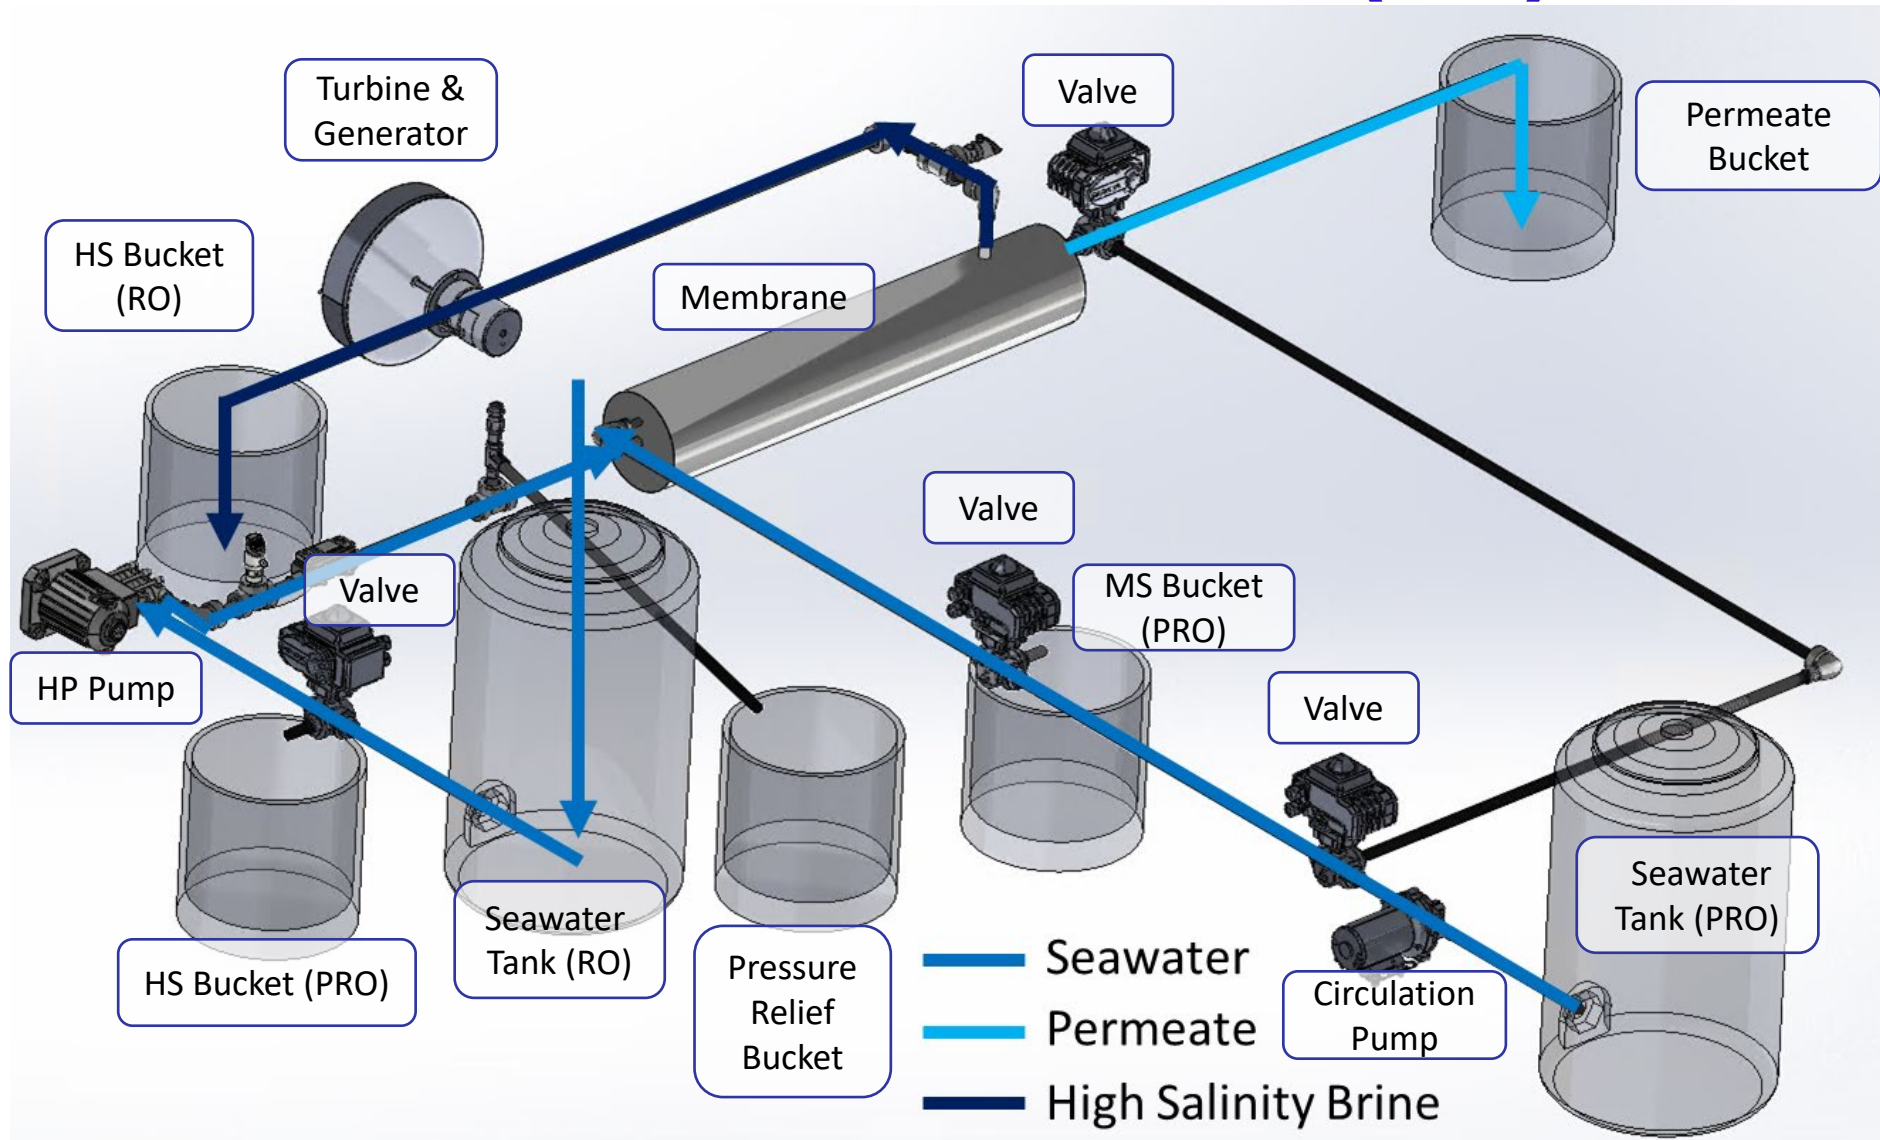 Turbine &
Generator
Valve
Permeate
Bucket
HS Bucket
(RO)
Membrane
Valve
Valve
MS Bucket
(PRO)
HP Pump
Valve
Seawater
Tank (RO)
Seawater
Tank (PRO)
HS Bucket (PRO)
Pressure
Relief
Bucket
Circulation
Pump
Seawater
Permeate
High Salinity Brine